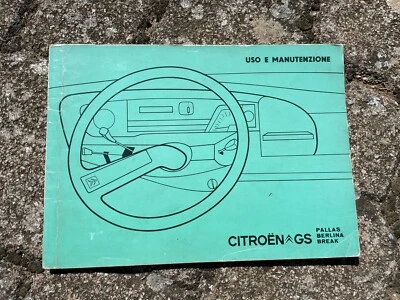 USO E MANUTENZIONE
CITROËN GS
PALLAS
BERLINA
BREAK